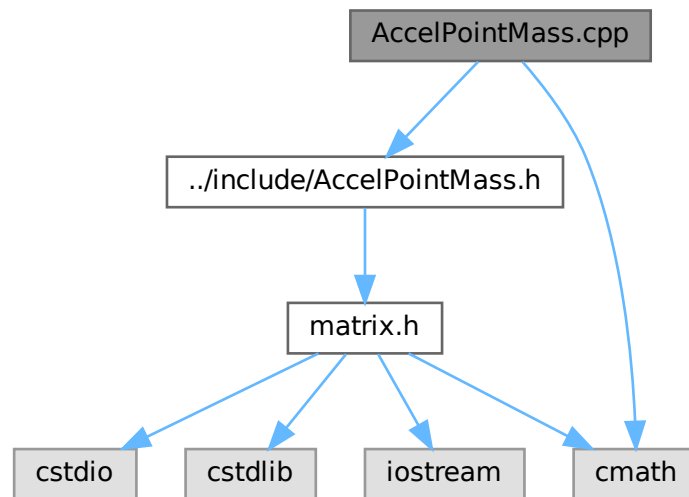 AccelPointMass.cpp
../include/AccelPointMass.h
matrix.h
cstdio
cstdlib
iostream
cmath